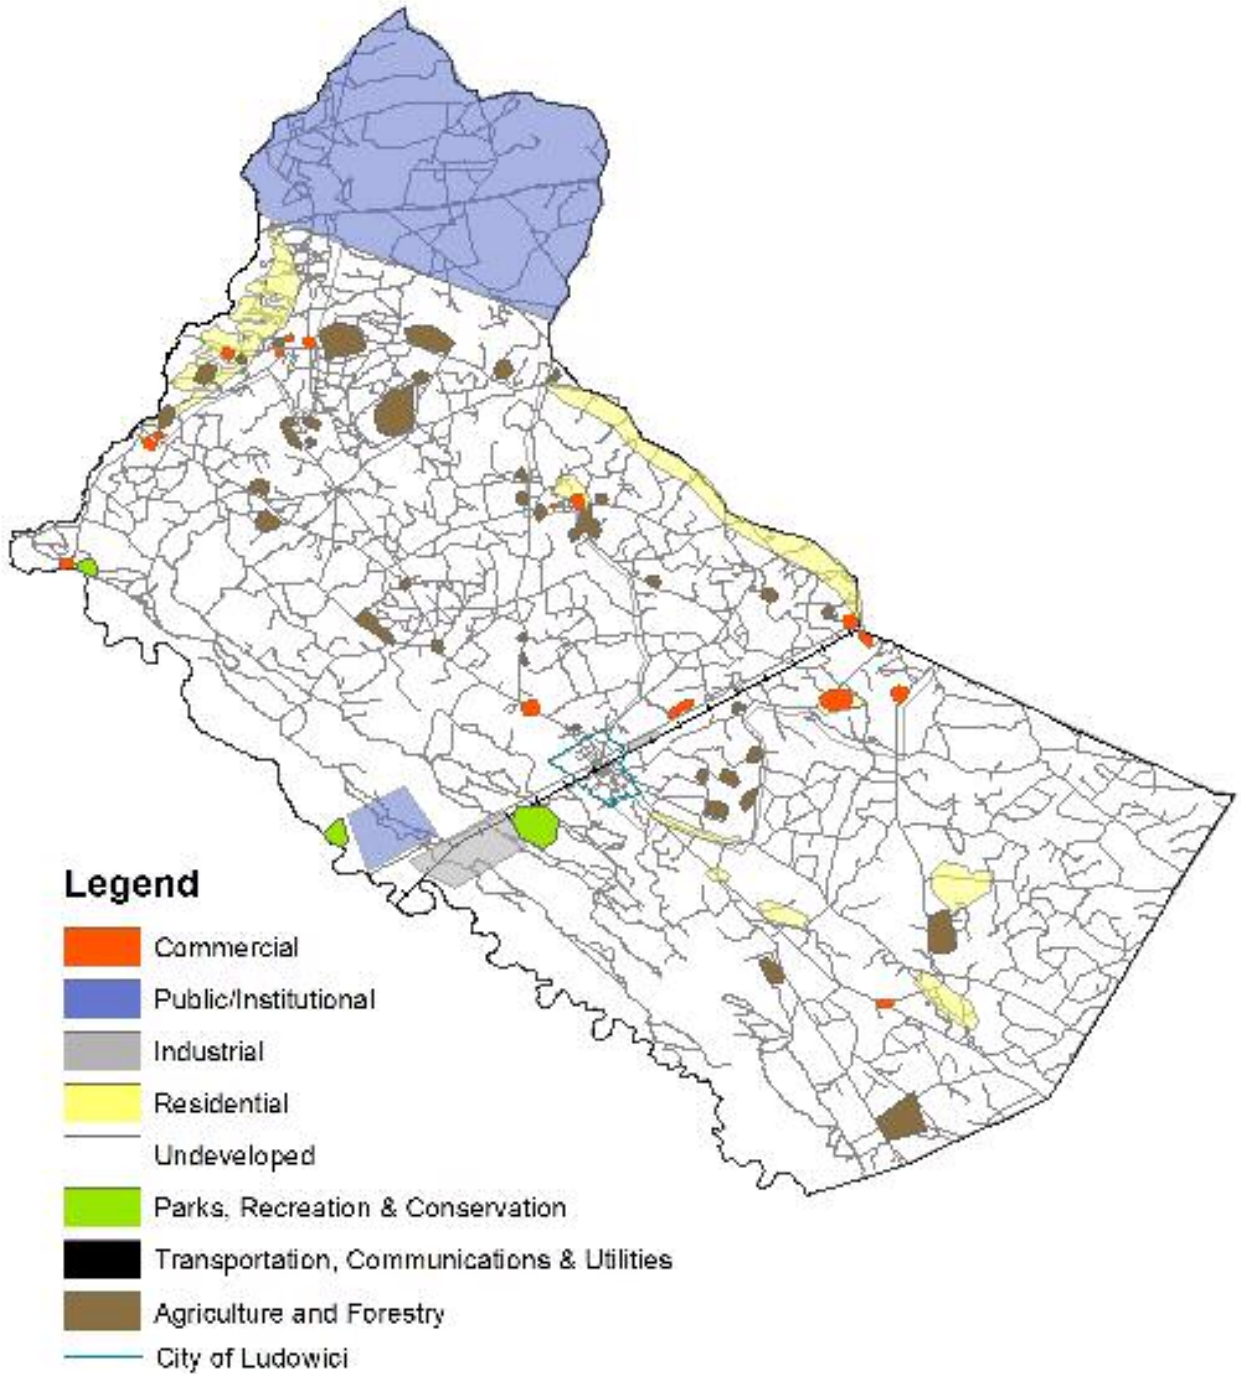 Legend
Commercial
Public/Institutional
Industrial
Residential
Undeveloped
Parks, Recreation & Conservation
Transportation, Communications & Utilities
Agriculture and Forestry
City of Ludowici